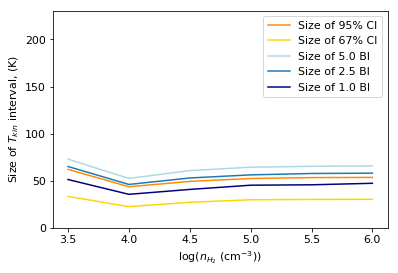 Size of T_kin interval, (K)
200
150
100
50
0
Size of 95% CI
Size of 67% CI
Size of 5.0 BI
Size of 2.5 BI
Size of 1.0 BI
3.5 4.0 4.5 5.0 5.5 6.0
log(n_H₂ (cm⁻³))